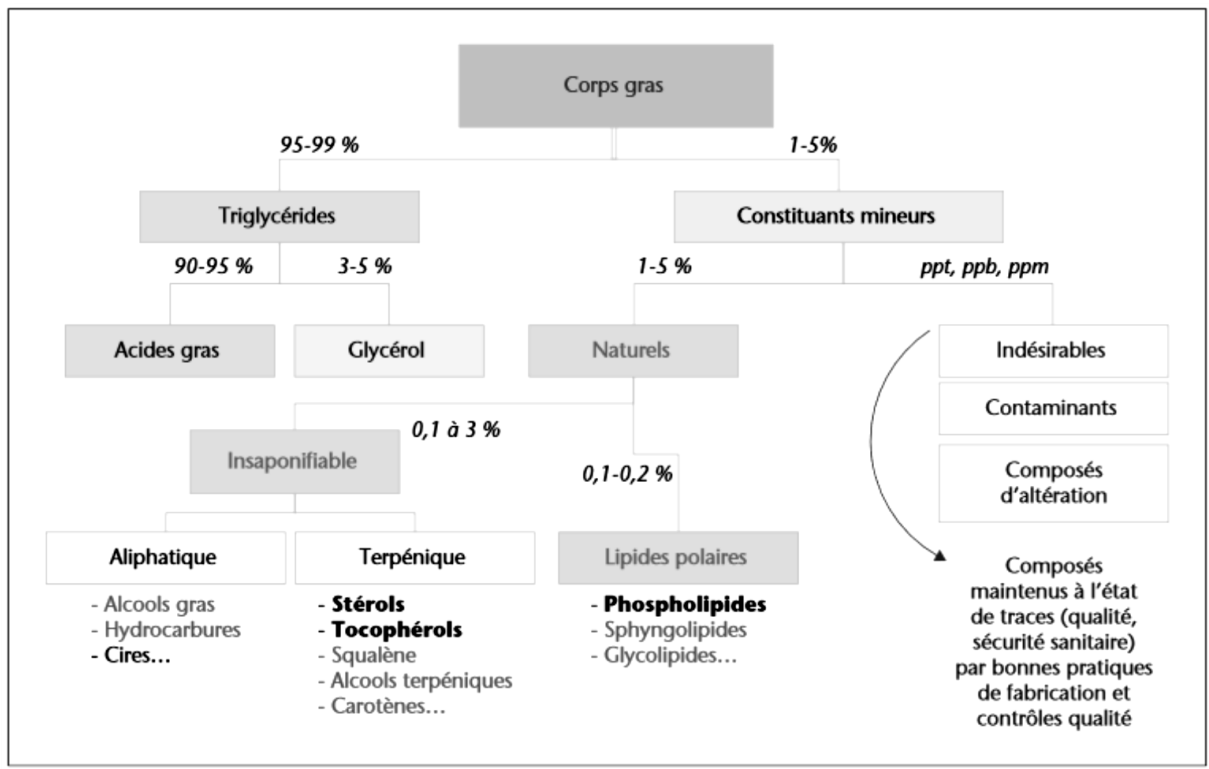 Corps gras
95-99 %
1-5%
Triglycérides
Constituants mineurs
90-95 %
3-5 %
1-5 %
ppt, ppb, ppm
Acides gras
Glycérol
Naturels
Indésirables
Contaminants
Composés
d'altération
0,1 à 3 %
Insaponifiable
0,1-0,2 %
Aliphatique
- Alcools gras
- Hydrocarbures
- Cires...
Terpénique
- Stérols
- Tocophérols
- Squalène
- Alcools terpéniques
- Carotènes...
Lipides polaires
- Phospholipides
- Sphyngolipides
- Glycolipides...
Composés
maintenus à l'état
de traces (qualité,
sécurité sanitaire)
par bonnes pratiques
de fabrication et
contrôles qualité